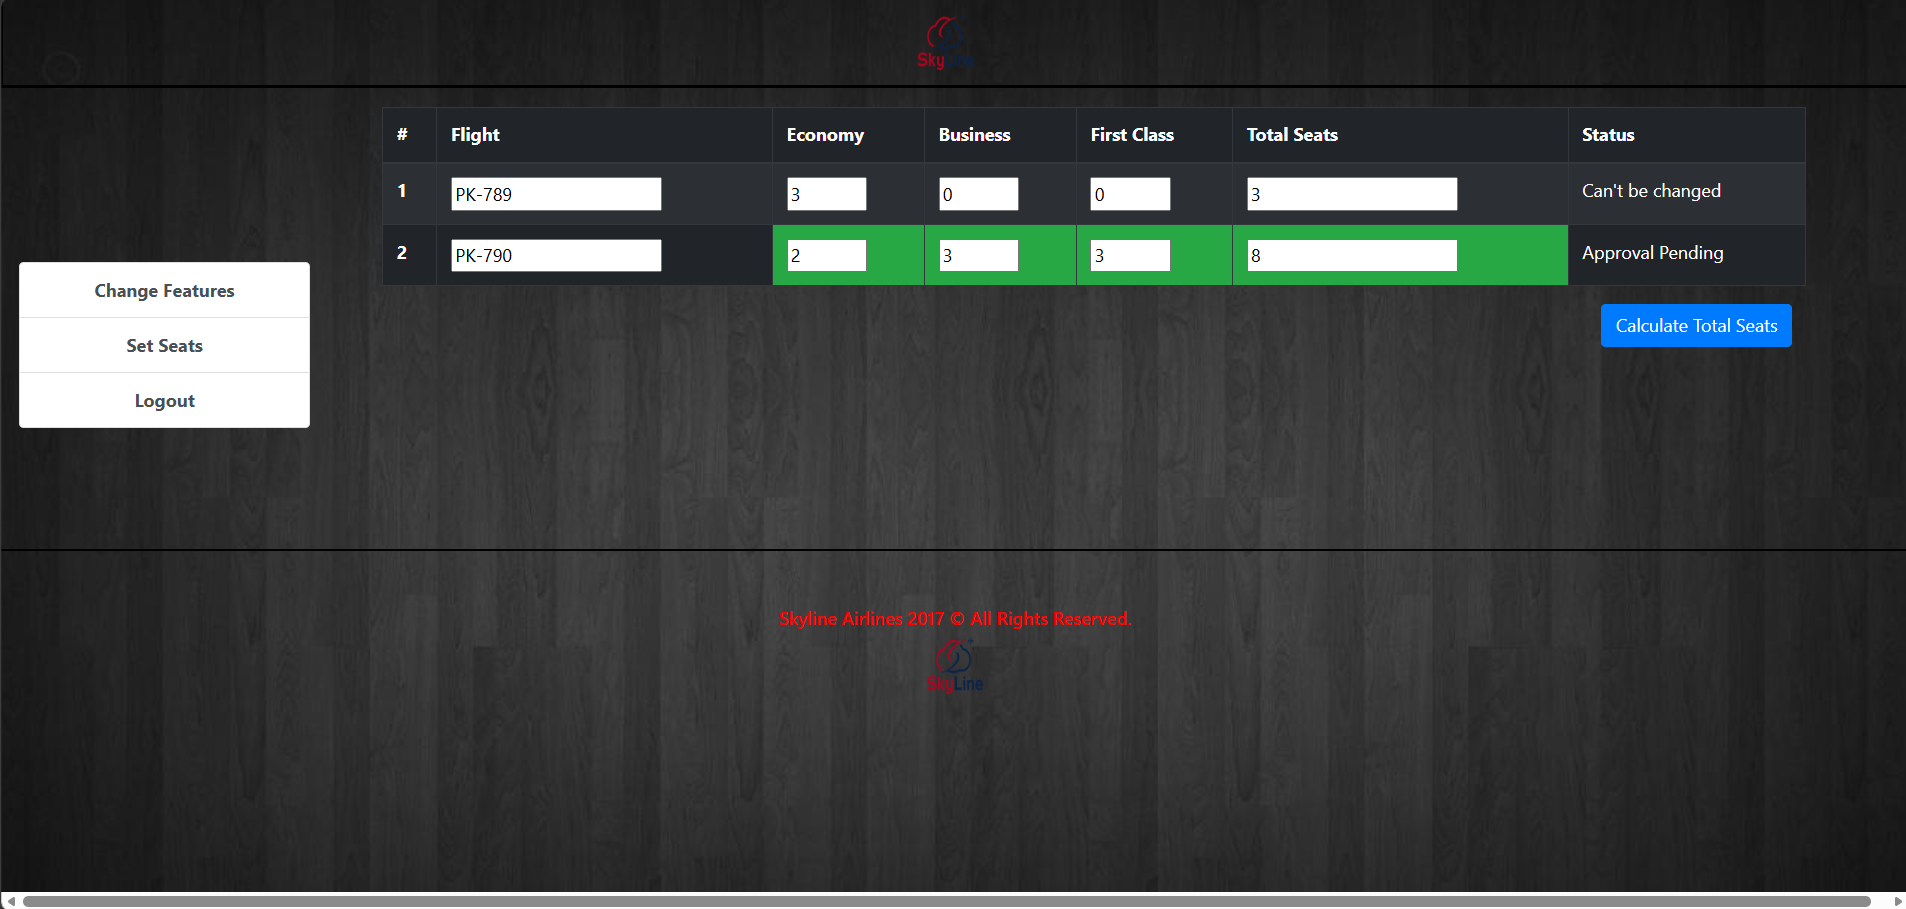 SkyLine
# Flight Economy Business First Class Total Seats Status
1 PK-789 3 0 0 3 Can't be changed
2 PK-790 2 3 3 8 Approval Pending
Change Features
Set Seats
Logout
Calculate Total Seats
Skyline Airlines 2017 © All Rights Reserved.
SkyLine